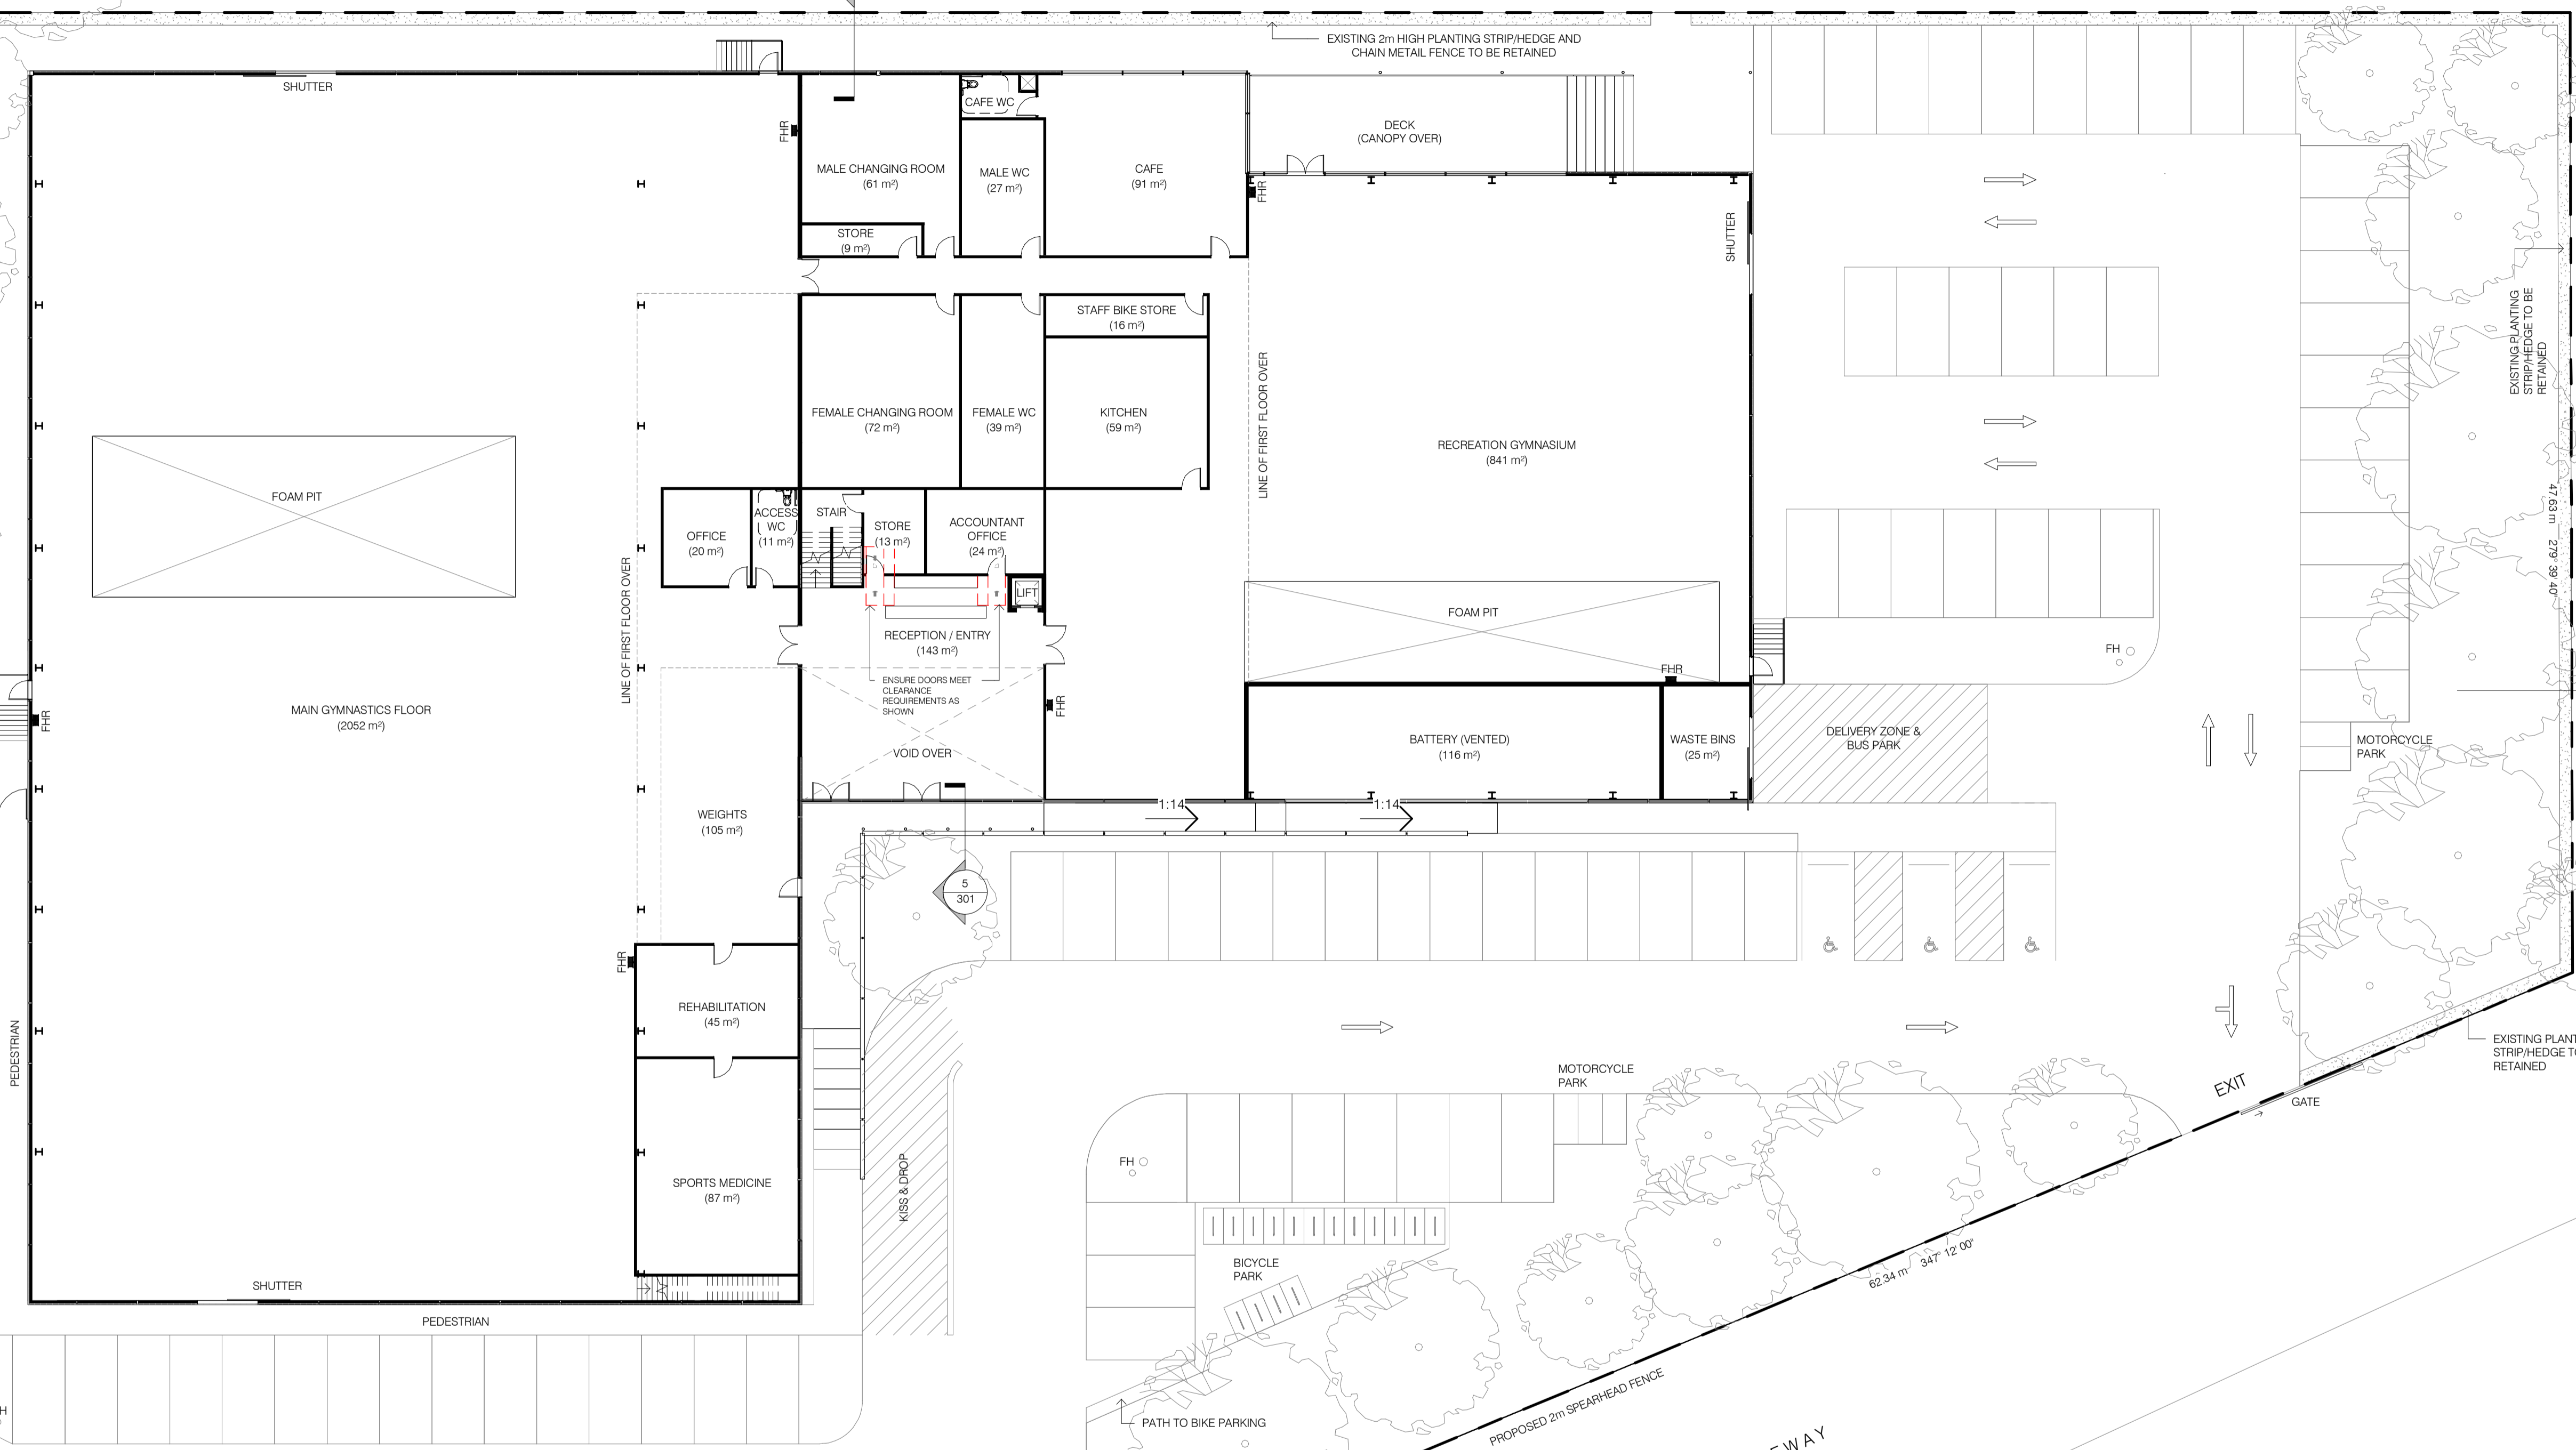 EXISTING 2m HIGH PLANTING STRIP/HEDGE AND
CHAIN METAIL FENCE TO BE RETAINED
SHUTTER
FHR
MALE CHANGING ROOM
(61 m²)
STORE
(9 m²)
CAFE WC
MALE WC
(27 m²)
CAFE
(91 m²)
DECK
(CANOPY OVER)
FHR
SHUTTER
EXISTING PLANTING
STRIP/HEDGE TO BE
RETAINED
STAFF BIKE STORE
(16 m²)
FEMALE CHANGING ROOM
(72 m²)
FEMALE WC
(39 m²)
KITCHEN
(59 m²)
LINE OF FIRST FLOOR OVER
RECREATION GYMNASIUM
(841 m²)
47.63 m 279° 39' 40"
FOAM PIT
OFFICE
(20 m²)
ACCESS
WC
(11 m²)
STAIR
STORE
(13 m²)
ACCOUNTANT
OFFICE
(24 m²)
LIFT
LINE OF FIRST FLOOR OVER
RECEPTION / ENTRY
(143 m²)
ENSURE DOORS MEET
CLEARANCE
REQUIREMENTS AS
SHOWN
VOID OVER
FHR
FOAM PIT
FHR
FH
FHR
MAIN GYMNASTICS FLOOR
(2052 m²)
BATTERY (VENTED)
(116 m²)
WASTE BINS
(25 m²)
DELIVERY ZONE &
BUS PARK
MOTORCYCLE
PARK
1:14
1:14
WEIGHTS
(105 m²)
5
301
FHR
REHABILITATION
(45 m²)
PEDESTRIAN
SPORTS MEDICINE
(87 m²)
KISS & DROP
MOTORCYCLE
PARK
EXISTING PLANT
STRIP/HEDGE TO
RETAINED
EXIT
GATE
FH
BICYCLE
PARK
62.34 m 347° 12' 00"
SHUTTER
PEDESTRIAN
PATH TO BIKE PARKING
PROPOSED 2m SPEARHEAD FENCE
H
EWAY